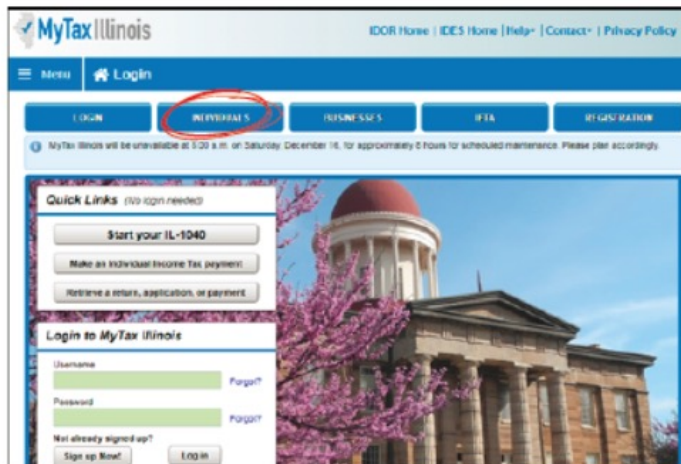 MyTax Illinois
IDOR Home | IDES Home | Help | Contact | Privacy Policy
Menu Login
LOGIN INDIVIDUALS BUSINESSES IFTA REGISTRATION
MyTax Illinois will be unavailable at 5:30 a.m. on Saturday, December 16, for approximately 6 hours for scheduled maintenance. Please plan accordingly.
Quick Links (No login needed)
Start your IL-1040
Make an Individual Income Tax payment
Retrieve a return, application, or payment
Login to MyTax Illinois
Username
Forgot?
Password
Forgot?
Not already signed up?
Sign up Now! Log in